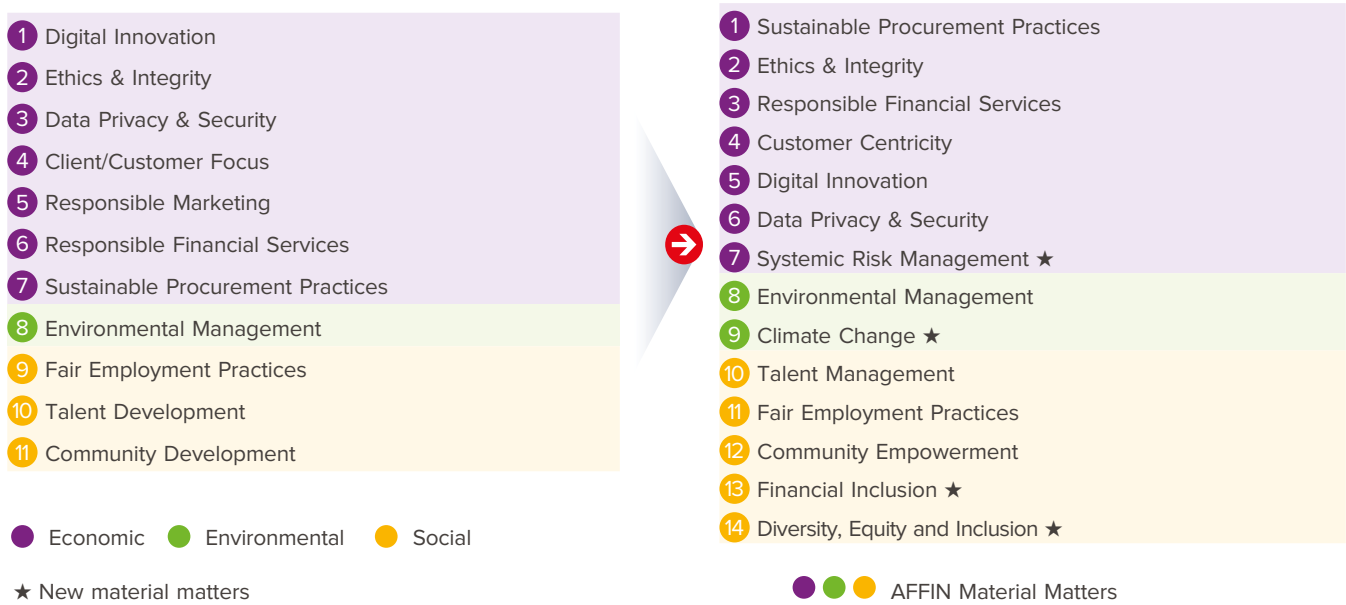 1 Digital Innovation
2 Ethics & Integrity
3 Data Privacy & Security
4 Client/Customer Focus
5 Responsible Marketing
6 Responsible Financial Services
7 Sustainable Procurement Practices
8 Environmental Management
9 Fair Employment Practices
10 Talent Development
11 Community Development
Economic
Environmental
Social
★ New material matters
1 Sustainable Procurement Practices
2 Ethics & Integrity
3 Responsible Financial Services
4 Customer Centricity
5 Digital Innovation
6 Data Privacy & Security
7 Systemic Risk Management ★
8 Environmental Management
9 Climate Change ★
10 Talent Management
11 Fair Employment Practices
12 Community Empowerment
13 Financial Inclusion ★
14 Diversity, Equity and Inclusion ★
AFFIN Material Matters